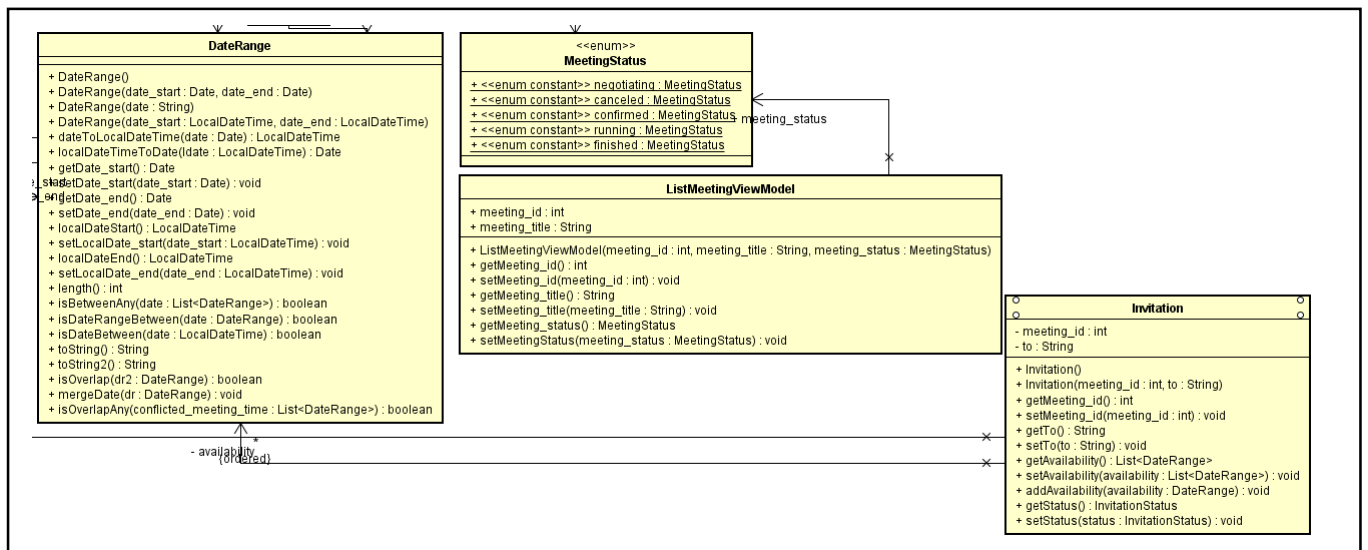 DateRange
+ DateRange()
+ DateRange(date_start : Date, date_end : Date)
+ DateRange(date : String)
+ DateRange(date_start : LocalDateTime, date_end : LocalDateTime)
+ dateToLocalDateTime(date : Date) : LocalDateTime
+ localDateTimeToDate(ldate : LocalDateTime) : Date
+ getDate_start() : Date
+ setDate_start(date_start : Date) : void
+ getDate_end() : Date
+ setDate_end(date_end : Date) : void
+ localDateStart() : LocalDateTime
+ setLocalDate_start(date_start : LocalDateTime) : void
+ localDateEnd() : LocalDateTime
+ setLocalDate_end(date_end : LocalDateTime) : void
+ length() : int
+ isBetweenAny(date : List<DateRange>) : boolean
+ isDateRangeBetween(date : DateRange) : boolean
+ isDateBetween(date : LocalDateTime) : boolean
+ toString() : String
+ toString2() : String
+ isOverlap(dr2 : DateRange) : boolean
+ mergeDate(dr : DateRange) : void
+ isOverlapAny(conflicted_meeting_time : List<DateRange>) : boolean
- availability
*
{ordered}
<<enum>>
MeetingStatus
+ <<enum constant>> negotiating : MeetingStatus
+ <<enum constant>> canceled : MeetingStatus
+ <<enum constant>> confirmed : MeetingStatus
+ <<enum constant>> running : MeetingStatus
+ <<enum constant>> finished : MeetingStatus
+ meeting_status
ListMeetingViewModel
+ meeting_id : int
+ meeting_title : String
+ ListMeetingViewModel(meeting_id : int, meeting_title : String, meeting_status : MeetingStatus)
+ getMeeting_id() : int
+ setMeeting_id(meeting_id : int) : void
+ getMeeting_title() : String
+ setMeeting_title(meeting_title : String) : void
+ getMeeting_status() : MeetingStatus
+ setMeetingStatus(meeting_status : MeetingStatus) : void
Invitation
- meeting_id : int
- to : String
+ Invitation()
+ Invitation(meeting_id : int, to : String)
+ getMeeting_id() : int
+ setMeeting_id(meeting_id : int) : void
+ getTo() : String
+ setTo(to : String) : void
+ getAvailability() : List<DateRange>
+ setAvailability(availability : List<DateRange>) : void
+ addAvailability(availability : DateRange) : void
+ getStatus() : InvitationStatus
+ setStatus(status : InvitationStatus) : void